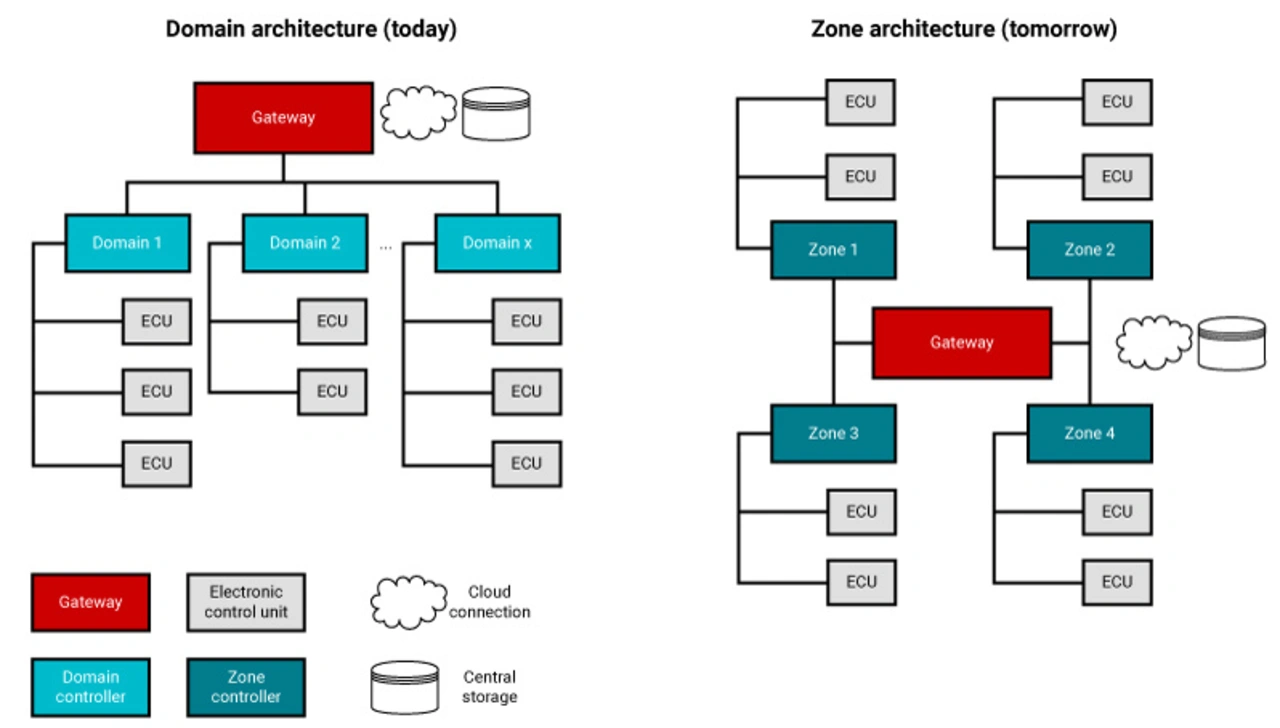 Domain architecture (today)
Gateway
Domain 1
Domain 2
...
Domain x
ECU
ECU
ECU
ECU
ECU
ECU
ECU
ECU
Zone architecture (tomorrow)
ECU
ECU
ECU
ECU
Zone 1
Zone 2
Gateway
Zone 3
Zone 4
ECU
ECU
ECU
ECU
Gateway
Electronic
control unit
Cloud
connection
Domain
controller
Zone
controller
Central
storage